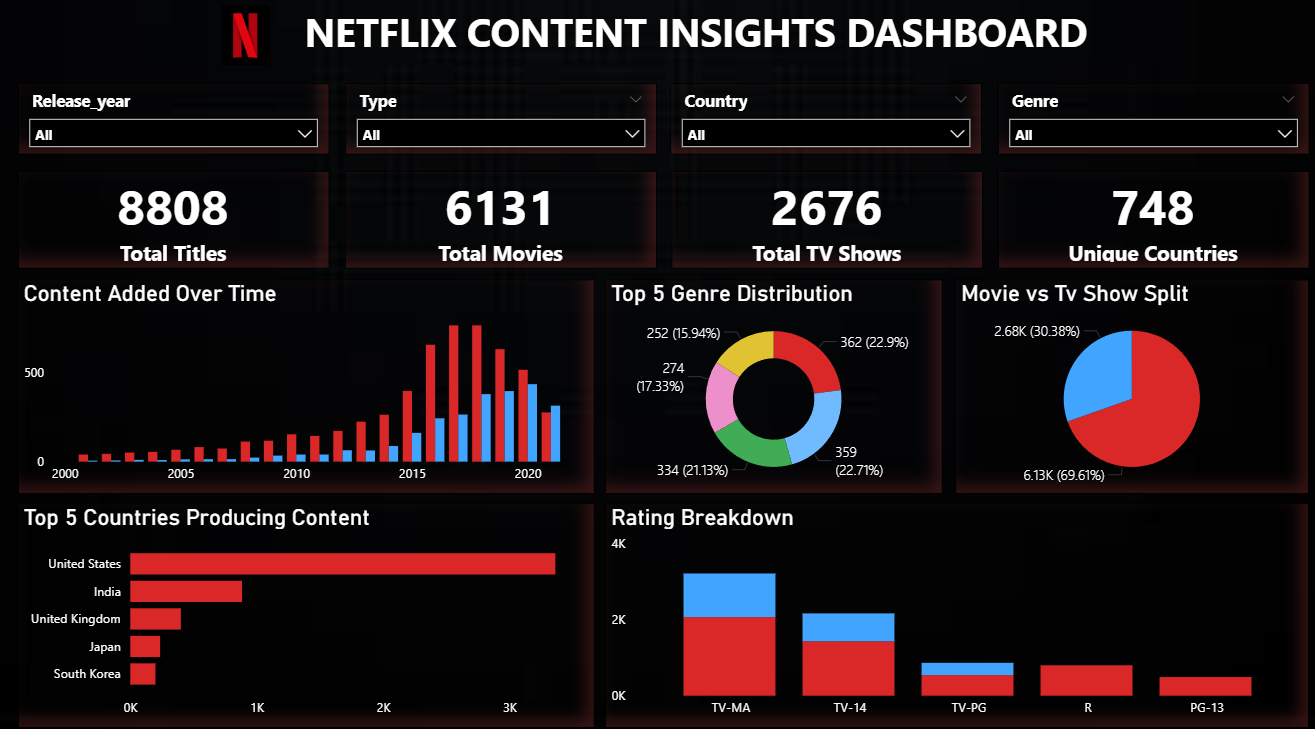 NETFLIX CONTENT INSIGHTS DASHBOARD
Release_year
All
Type
All
Country
All
Genre
All
8808
Total Titles
6131
Total Movies
2676
Total TV Shows
748
Unique Countries
Content Added Over Time
500
0
2000
2005
2010
2015
2020
Top 5 Genre Distribution
252 (15.94%)
362 (22.9%)
274
(17.33%)
334 (21.13%)
359
(22.71%)
Movie vs Tv Show Split
2.68K (30.38%)
6.13K (69.61%)
Top 5 Countries Producing Content
United States
India
United Kingdom
Japan
South Korea
0K
1K
2K
3K
Rating Breakdown
4K
2K
0K
TV-MA
TV-14
TV-PG
R
PG-13